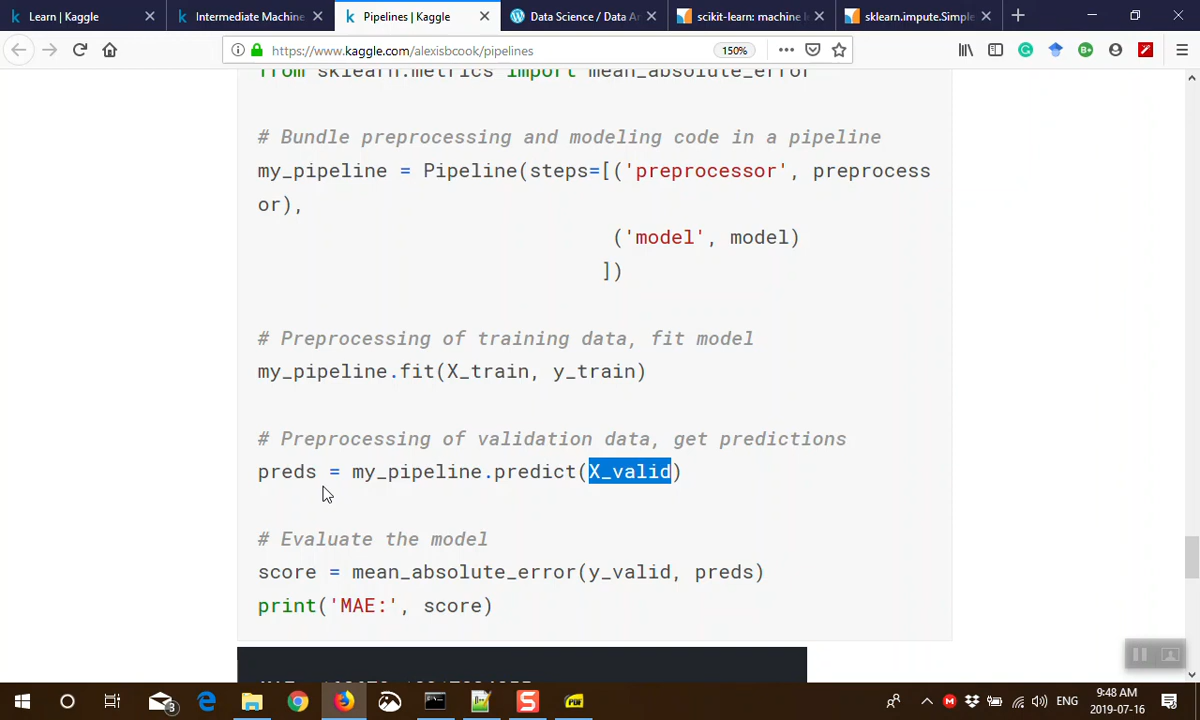 Learn | Kaggle
Intermediate Machine
Pipelines | Kaggle
Data Science / Data A
scikit-learn: machine l
sklearn.impute.Simple
https://www.kaggle.com/alexisbcook/pipelines
150%
from sklearn.metrics import mean_absolute_error
# Bundle preprocessing and modeling code in a pipeline
my_pipeline = Pipeline(steps=[('preprocessor', preprocess
or),
('model', model)
])
# Preprocessing of training data, fit model
my_pipeline.fit(X_train, y_train)
# Preprocessing of validation data, get predictions
preds = my_pipeline.predict(X_valid)
# Evaluate the model
score = mean_absolute_error(y_valid, preds)
print('MAE:', score)
ENG
9:48 AM
2019-07-16